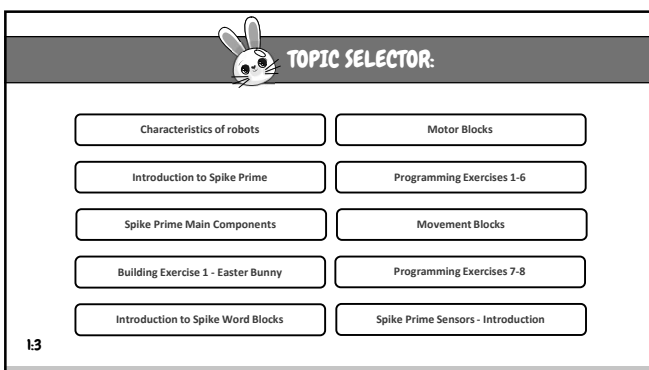 TOPIC SELECTOR:
Characteristics of robots
Introduction to Spike Prime
Spike Prime Main Components
Building Exercise 1 - Easter Bunny
Introduction to Spike Word Blocks
Motor Blocks
Programming Exercises 1-6
Movement Blocks
Programming Exercises 7-8
Spike Prime Sensors - Introduction
1:3